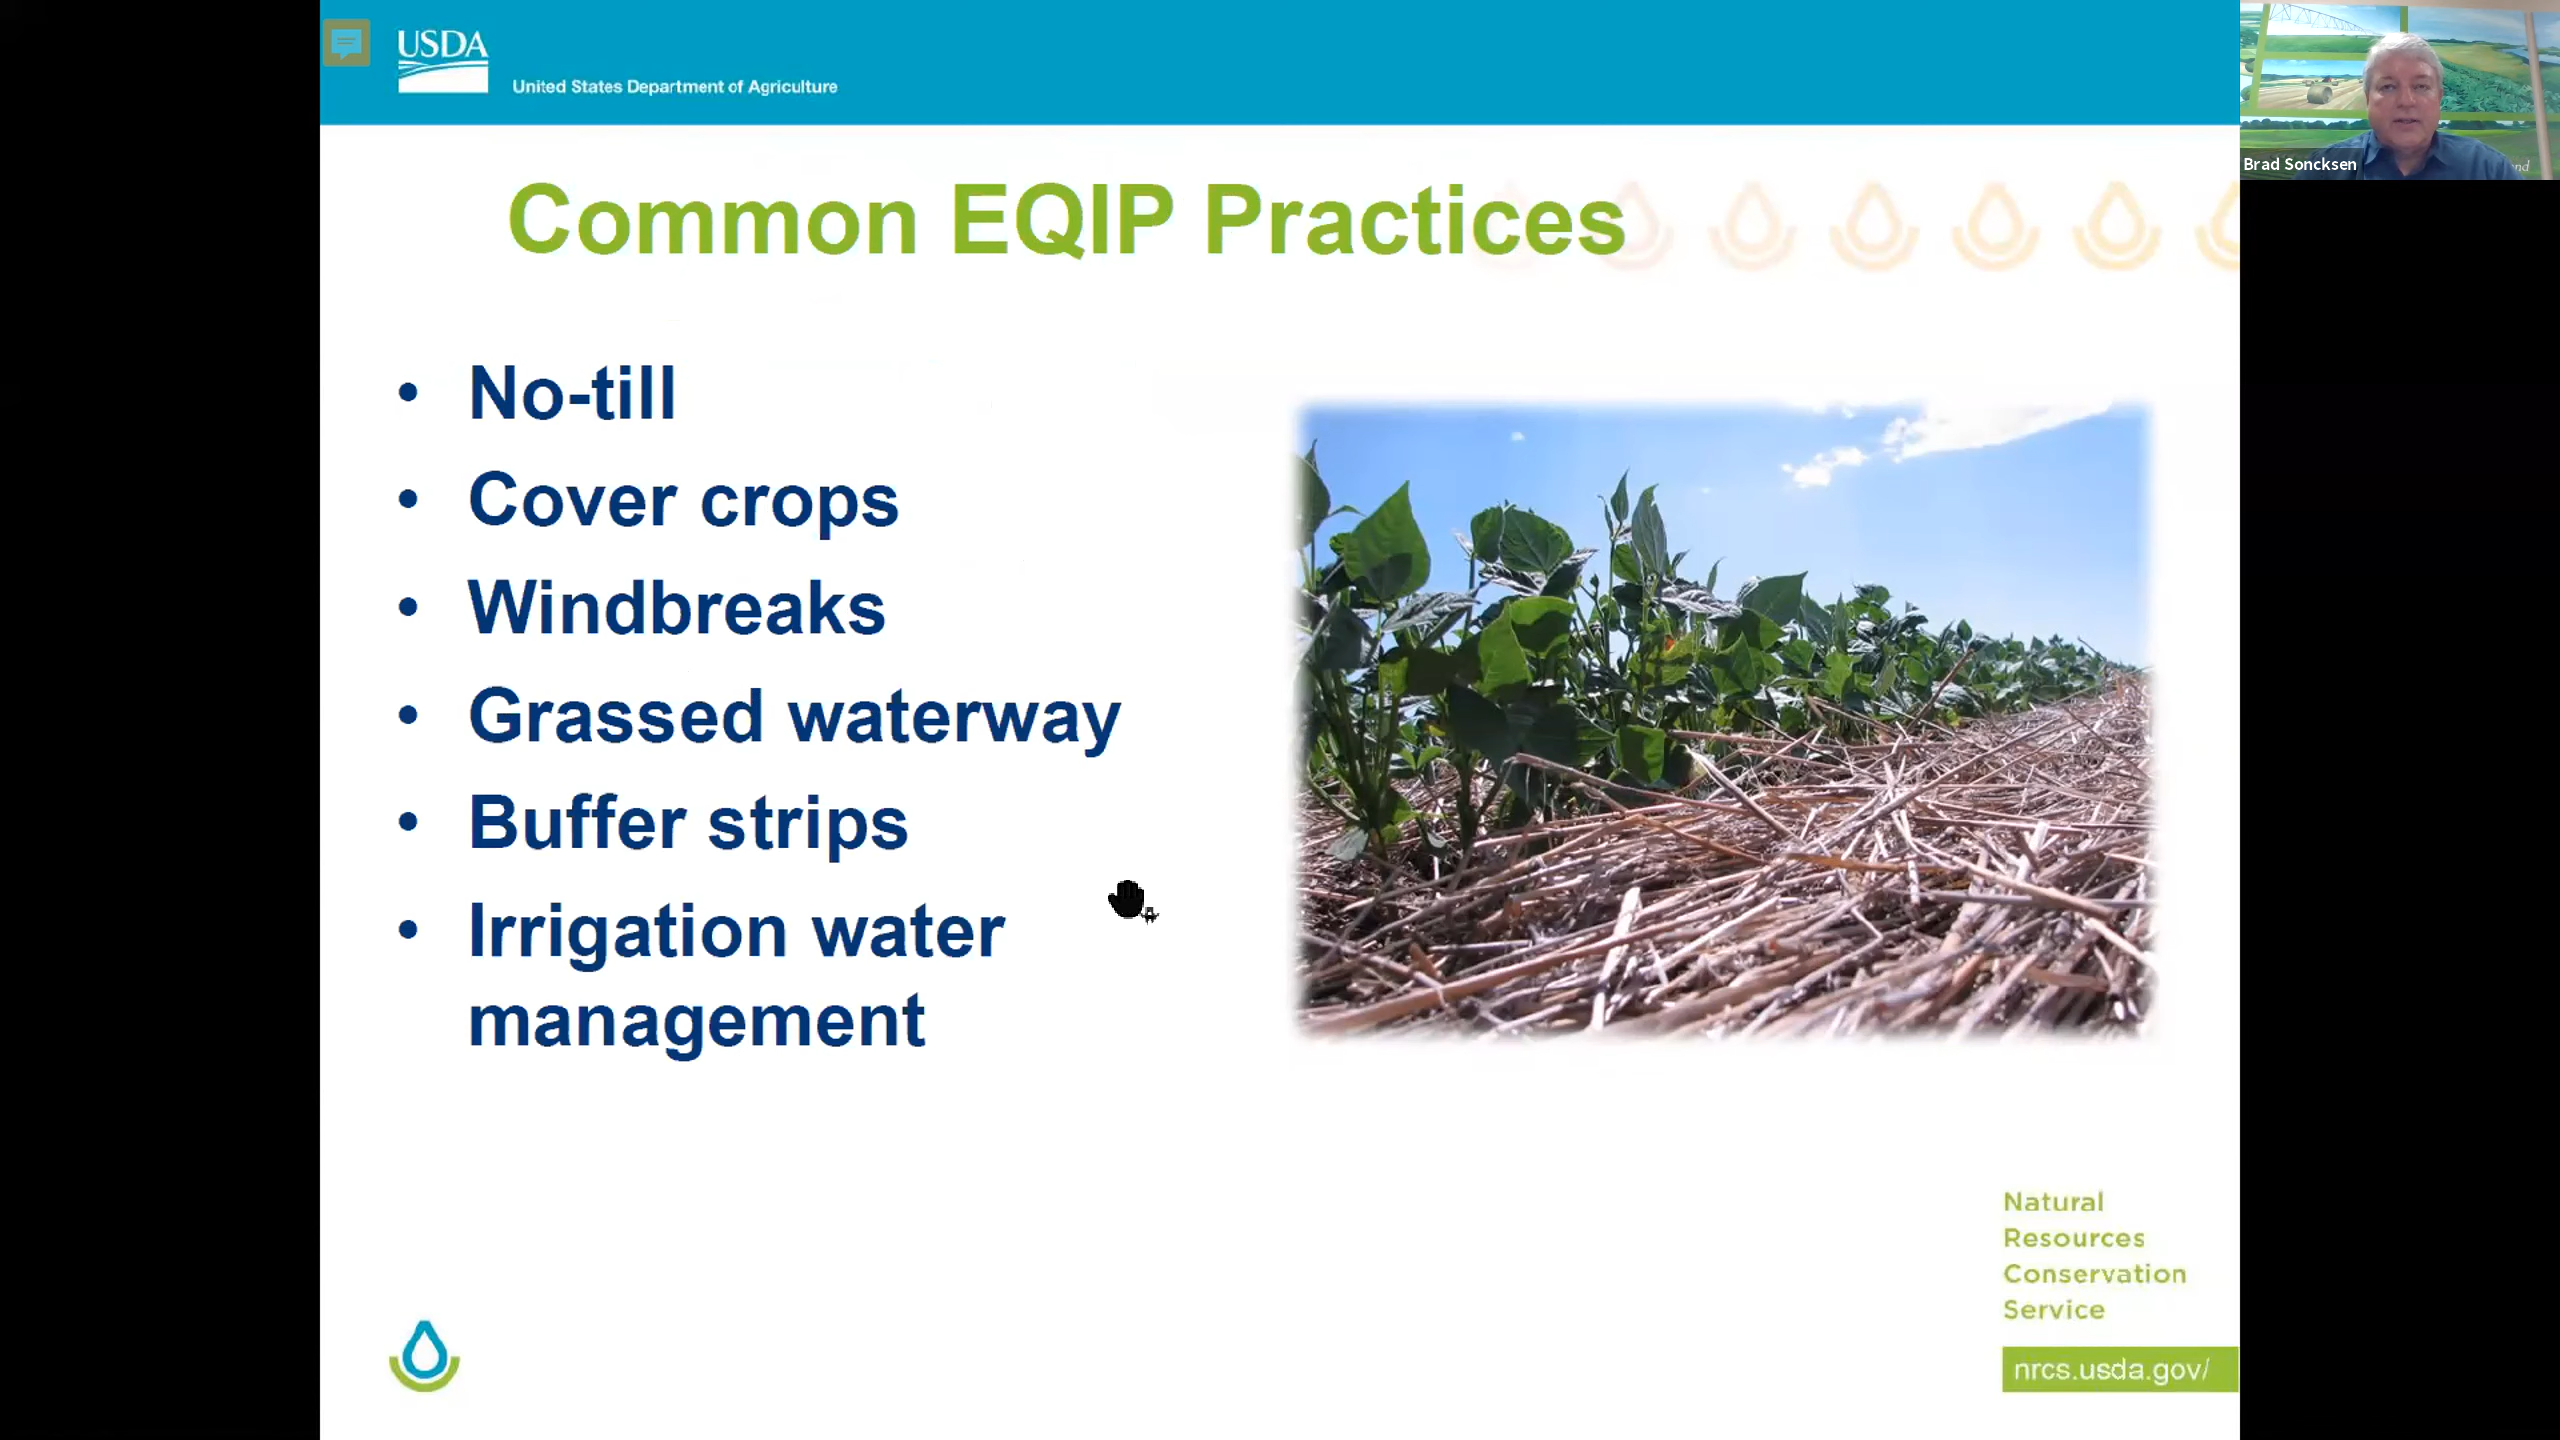 USDA
United States Department of Agriculture
Brad Soncksen
nd
Common EQIP Practices
• No-till
• Cover crops
• Windbreaks
• Grassed waterway
• Buffer strips
• Irrigation water
management
Natural
Resources
Conservation
Service
nrcs.usda.gov/